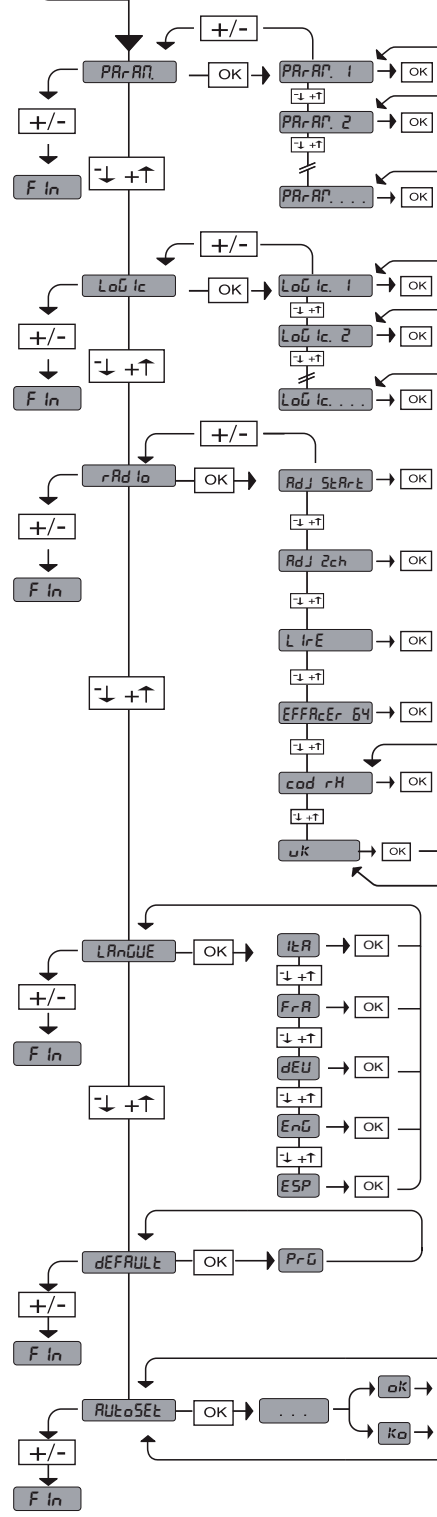 +/-
PArAM. OK PArAM. 1 OK
-↓ +↑
+/- PArAM. 2 OK
-↓ +↑
-↓ +↑
F In PArAM. . . . OK
+/-
LoGIc OK LoGIc. 1 OK
-↓ +↑
+/- LoGIc. 2 OK
-↓ +↑ -↓ +↑
F In LoGIc. . . . OK
+/-
rAdIo OK AdJ StArt OK
+/- -↓ +↑
AdJ 2ch OK
F In
-↓ +↑
LIrE OK
-↓ +↑ -↓ +↑
EFFAcEr 64 OK
-↓ +↑
cod rX OK
-↓ +↑
uK OK
LAnGUE OK ItA OK
-↓ +↑
+/- FrA OK
-↓ +↑
F In dEU OK
-↓ +↑ -↓ +↑
EnG OK
-↓ +↑
ESP OK
dEFAULt OK PrG
+/-
F In
AUtoSEt OK . . . oK
Ko
+/-
F In